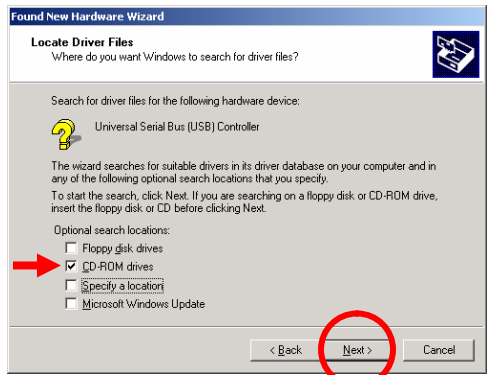 Found New Hardware Wizard
Locate Driver Files
Where do you want Windows to search for driver files?
Search for driver files for the following hardware device:
Universal Serial Bus (USB) Controller
The wizard searches for suitable drivers in its driver database on your computer and in
any of the following optional search locations that you specify.
To start the search, click Next. If you are searching on a floppy disk or CD-ROM drive,
insert the floppy disk or CD before clicking Next.
Optional search locations:
Floppy disk drives
CD-ROM drives
Specify a location
Microsoft Windows Update
< Back Next > Cancel